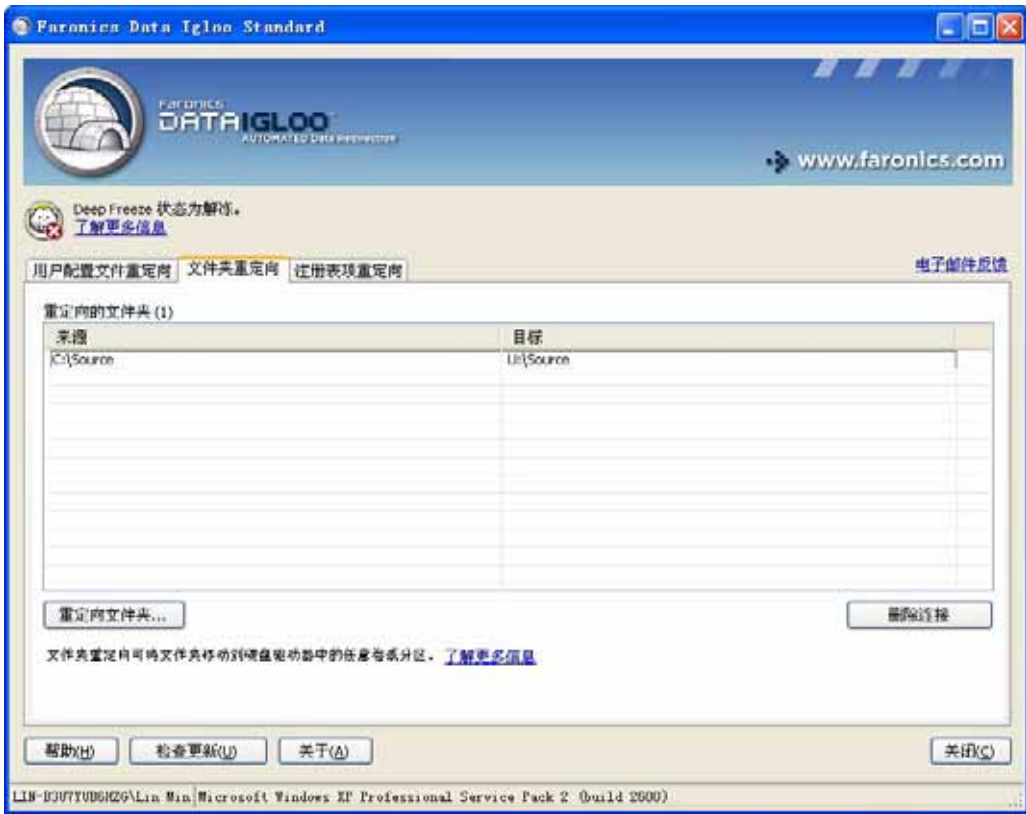 Faronics Data Igloo Standard
Faronics
DATAIGLOO
AUTOMATED Data Redirection
www.faronics.com
Deep Freeze 状态为解冻。
了解更多信息
用户配置文件重定向 文件夹重定向 注册表项重定向 电子邮件反馈
重定向的文件夹 (1)
来源 目标
C:\Source U:\Source
重定向文件夹... 删除连接
文件夹重定向可将文件夹移动到硬盘驱动器中的任意卷或分区。 了解更多信息
帮助(H) 检查更新(U) 关于(A) 关闭(C)
Lin Min Microsoft Windows XP Professional Service Pack 2 (build 2600)